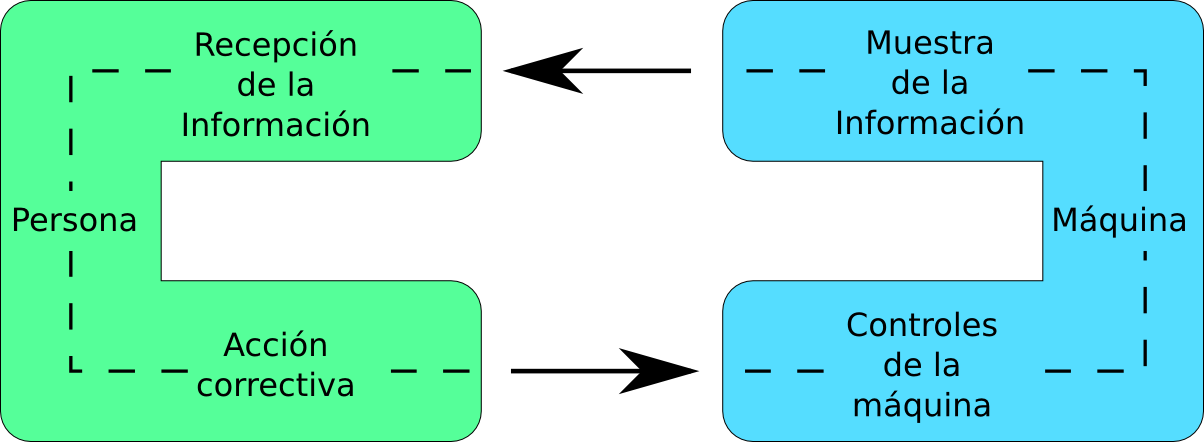 Recepción
de la
Información
Muestra
de la
Información
Persona
Máquina
Acción
correctiva
Controles
de la
máquina